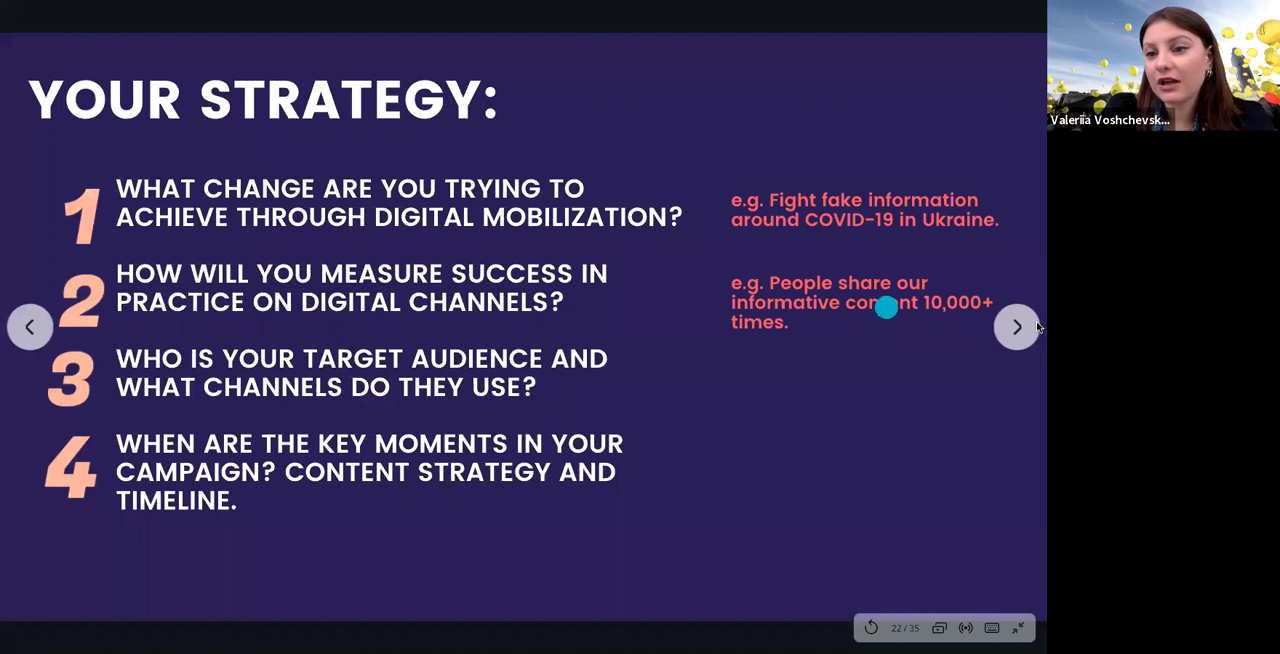 YOUR STRATEGY:
1
WHAT CHANGE ARE YOU TRYING TO
ACHIEVE THROUGH DIGITAL MOBILIZATION?
e.g. Fight fake information
around COVID-19 in Ukraine.
2
HOW WILL YOU MEASURE SUCCESS IN
PRACTICE ON DIGITAL CHANNELS?
e.g. People share our
informative content 10,000+
times.
3
WHO IS YOUR TARGET AUDIENCE AND
WHAT CHANNELS DO THEY USE?
4
WHEN ARE THE KEY MOMENTS IN YOUR
CAMPAIGN? CONTENT STRATEGY AND
TIMELINE.
22 / 35
Valeriia Voshchevsk...